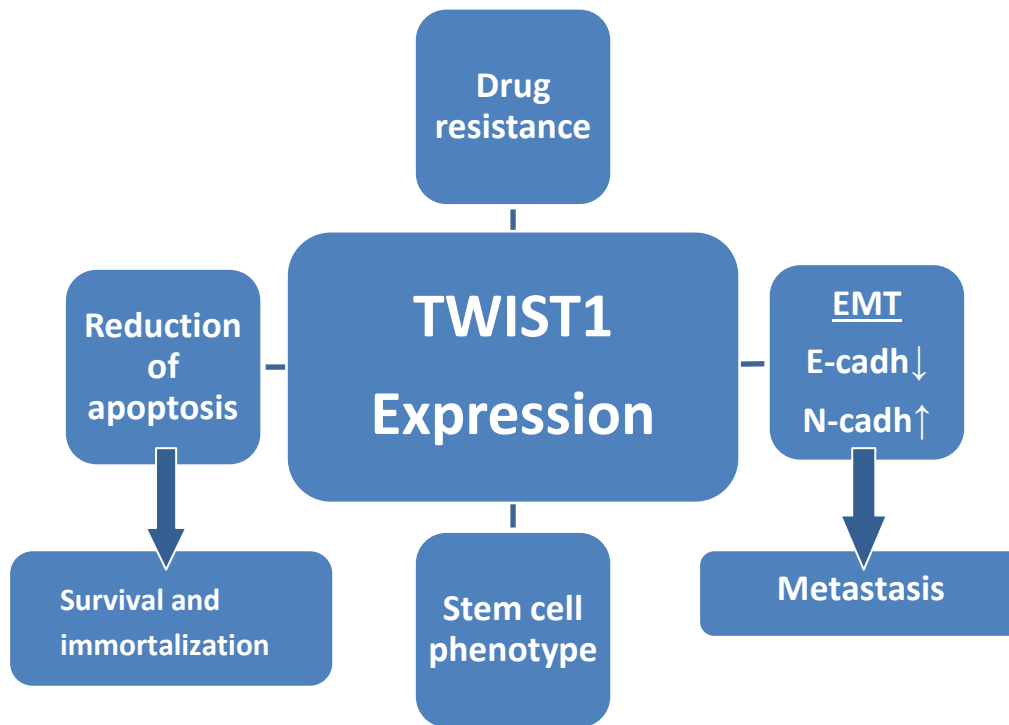 Drug
resistance
TWIST1
Expression
Reduction
of
apoptosis
EMT
E-cadh↓
N-cadh↑
Survival and
immortalization
Stem cell
phenotype
Metastasis